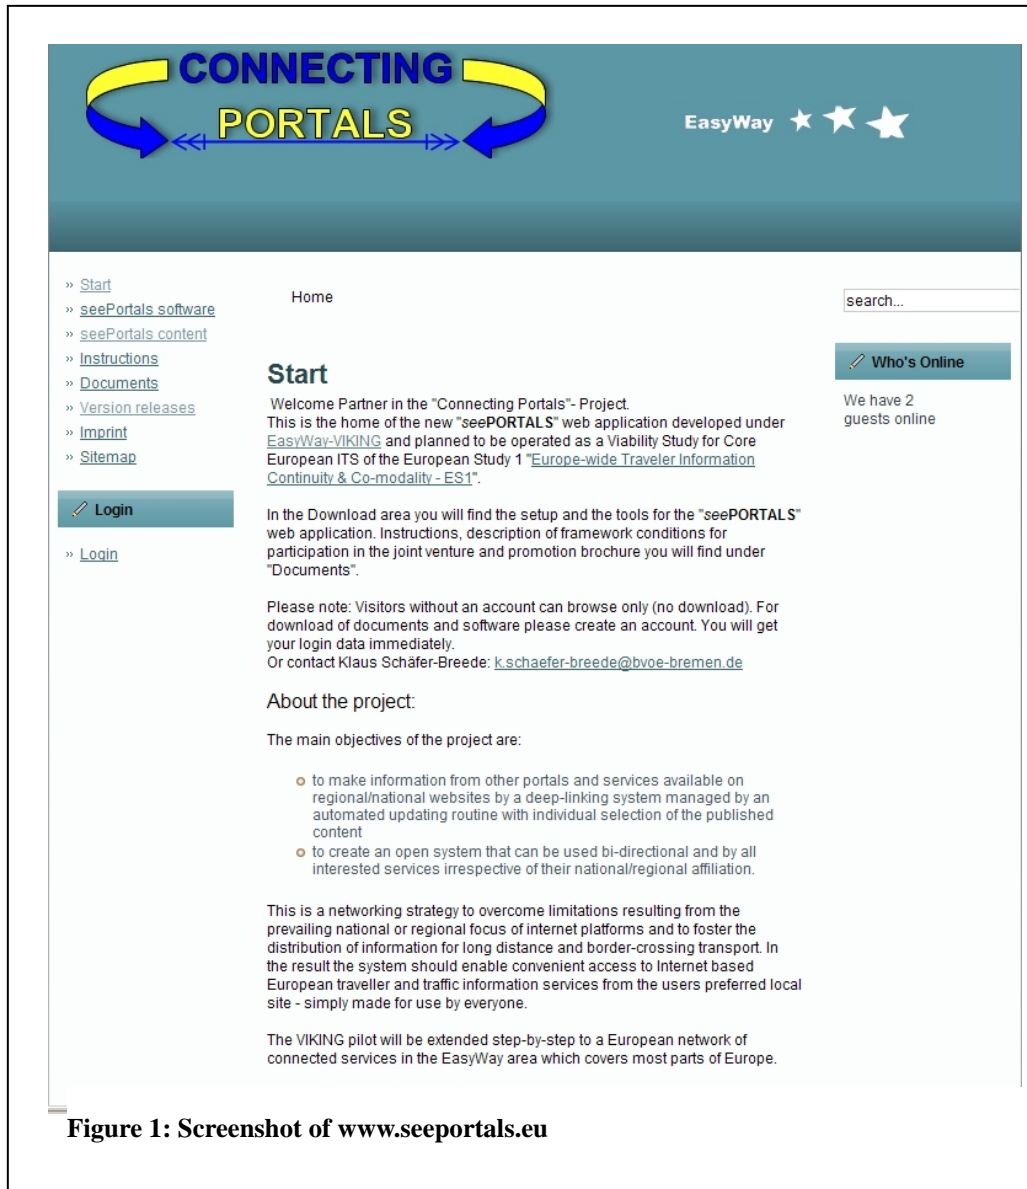 CONNECTING
PORTALS
EasyWay
» Start
» seePortals software
» seePortals content
» Instructions
» Documents
» Version releases
» Imprint
» Sitemap
Login
» Login
Home
Start
Welcome Partner in the "Connecting Portals"- Project.
This is the home of the new "seePORTALS" web application developed under
EasyWay-VIKING and planned to be operated as a Viability Study for Core
European ITS of the European Study 1 "Europe-wide Traveler Information
Continuity & Co-modality - ES1".
In the Download area you will find the setup and the tools for the "seePORTALS"
web application. Instructions, description of framework conditions for
participation in the joint venture and promotion brochure you will find under
"Documents".
Please note: Visitors without an account can browse only (no download). For
download of documents and software please create an account. You will get
your login data immediately.
Or contact Klaus Schäfer-Breede: k.schaefer-breede@bvoe-bremen.de
About the project:
The main objectives of the project are:
to make information from other portals and services available on
regional/national websites by a deep-linking system managed by an
automated updating routine with individual selection of the published
content
to create an open system that can be used bi-directional and by all
interested services irrespective of their national/regional affiliation.
This is a networking strategy to overcome limitations resulting from the
prevailing national or regional focus of internet platforms and to foster the
distribution of information for long distance and border-crossing transport. In
the result the system should enable convenient access to Internet based
European traveller and traffic information services from the users preferred local
site - simply made for use by everyone.
The VIKING pilot will be extended step-by-step to a European network of
connected services in the EasyWay area which covers most parts of Europe.
search...
Who's Online
We have 2
guests online
Figure 1: Screenshot of www.seeportals.eu